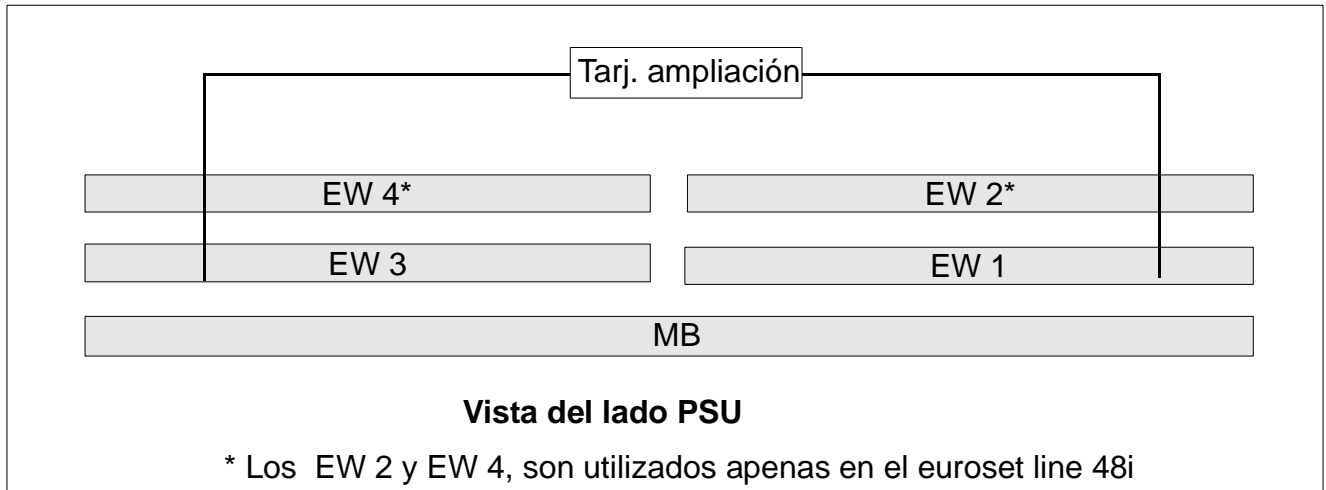 Tarj. ampliación
EW 4* EW 2*
EW 3 EW 1
MB
Vista del lado PSU
* Los EW 2 y EW 4, son utilizados apenas en el euroset line 48i